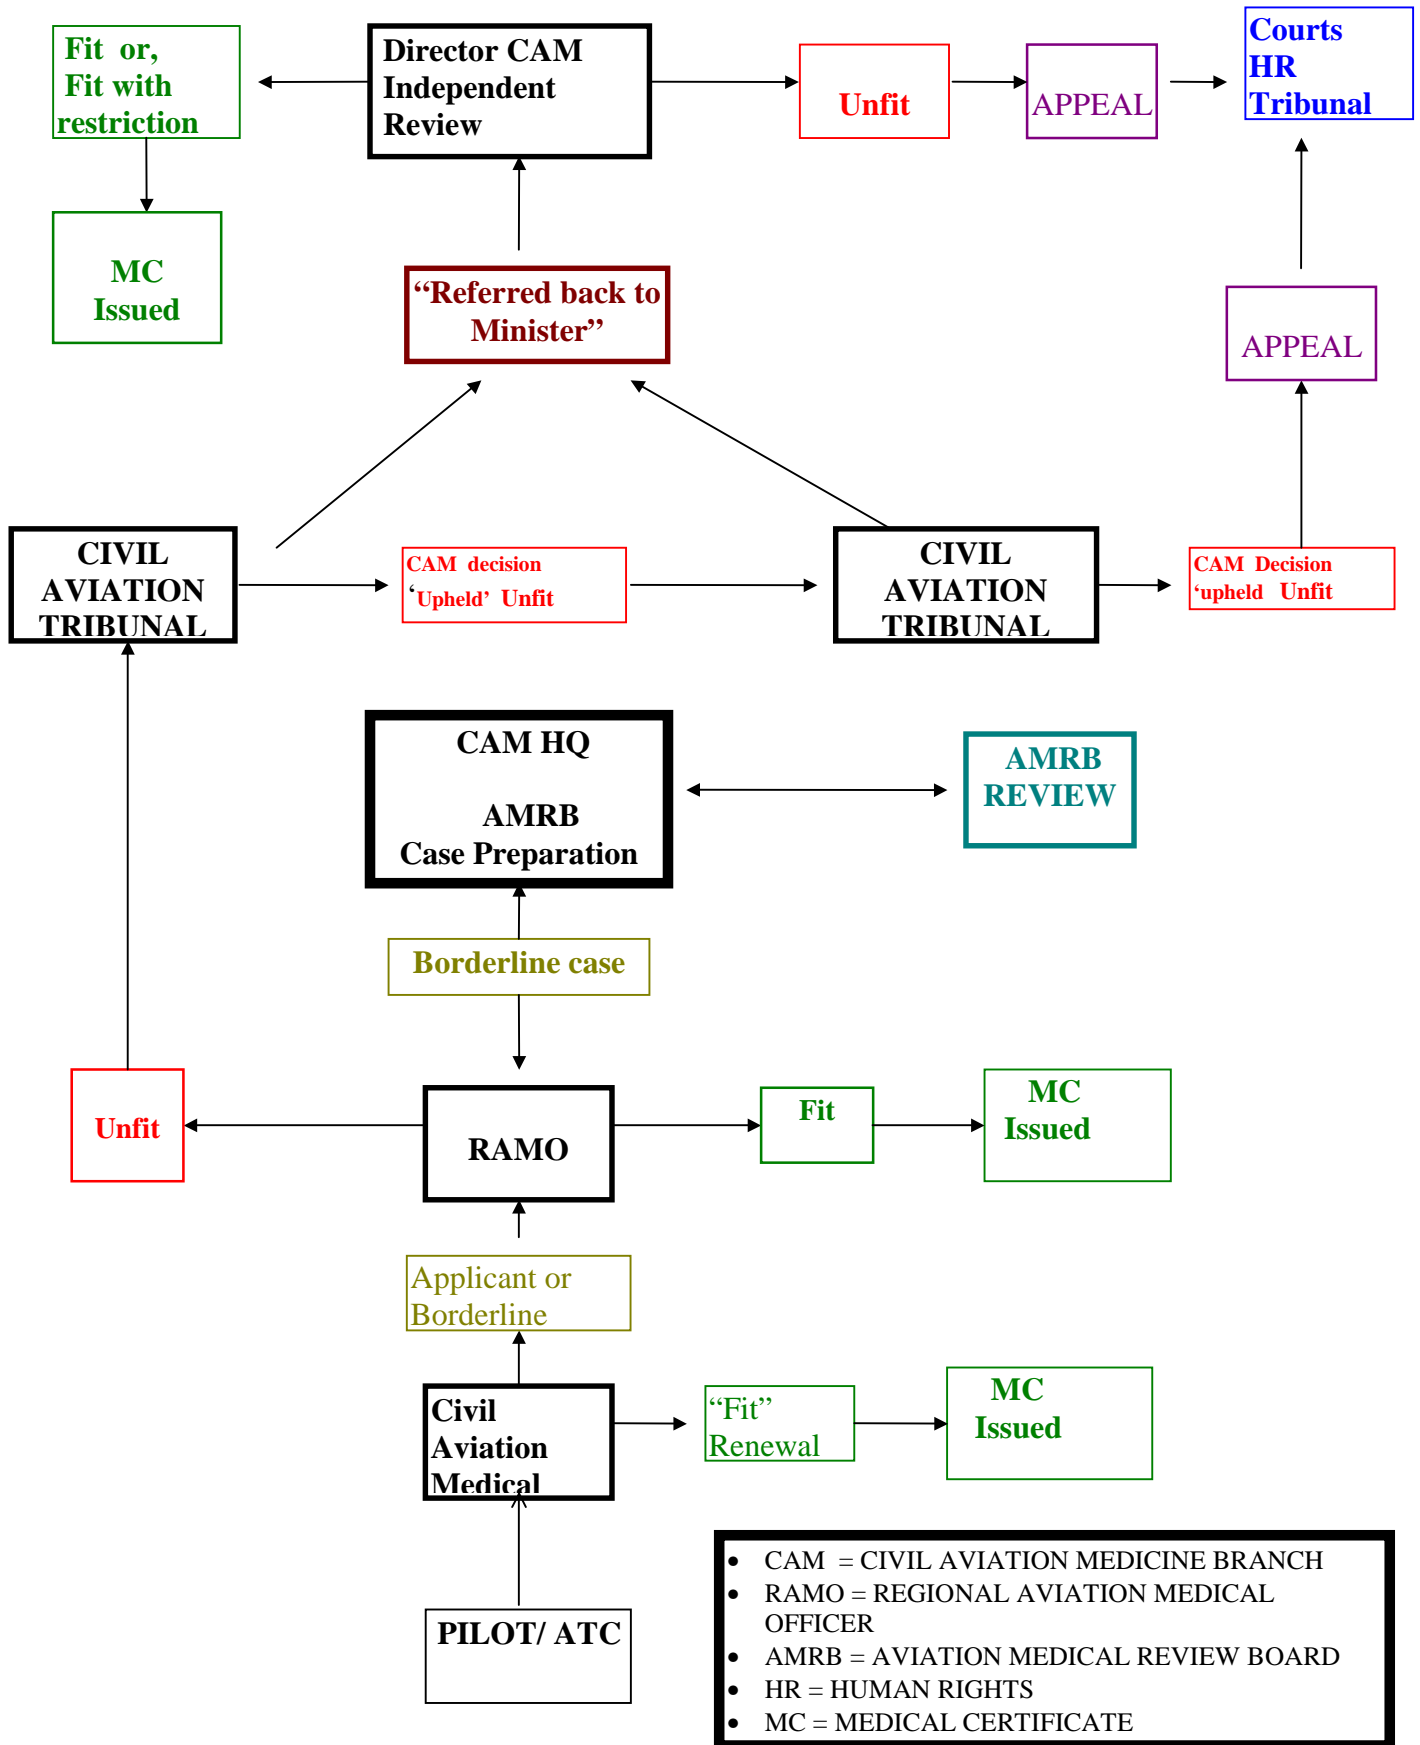 Fit or,
Fit with
restriction
Director CAM
Independent
Review
Unfit
APPEAL
Courts
HR
Tribunal
MC
Issued
“Referred back to
Minister”
APPEAL
CIVIL
AVIATION
TRIBUNAL
CAM decision
‘Upheld’ Unfit
CIVIL
AVIATION
TRIBUNAL
CAM Decision
‘upheld Unfit
CAM HQ
AMRB
Case Preparation
AMRB
REVIEW
Borderline case
Unfit
RAMO
Fit
MC
Issued
Applicant or
Borderline
Civil
Aviation
Medical
“Fit”
Renewal
MC
Issued
PILOT/ ATC
• CAM = CIVIL AVIATION MEDICINE BRANCH
• RAMO = REGIONAL AVIATION MEDICAL
OFFICER
• AMRB = AVIATION MEDICAL REVIEW BOARD
• HR = HUMAN RIGHTS
• MC = MEDICAL CERTIFICATE